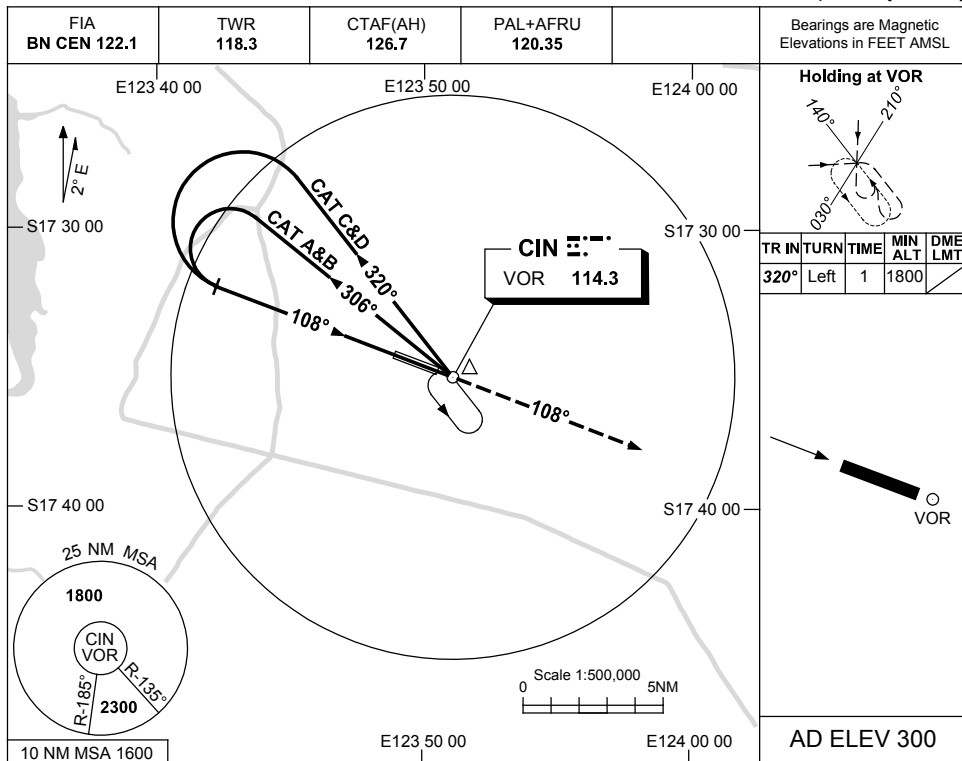 FIA
BN CEN 122.1
TWR
118.3
CTAF(AH)
126.7
PAL+AFRU
120.35
Bearings are Magnetic
Elevations in FEET AMSL
E123 40 00
E123 50 00
E124 00 00
2° E
S17 30 00
S17 30 00
CAT C&D
CAT A&B
320°
306°
108°
108°
CIN
VOR 114.3
Holding at VOR
140°
210°
030°
TR IN TURN TIME MIN ALT DME LMT
320° Left 1 1800
VOR
S17 40 00
S17 40 00
25 NM MSA
1800
CIN
VOR
R-185°
R-135°
2300
10 NM MSA 1600
Scale 1:500,000
0 5NM
E123 50 00
E124 00 00
AD ELEV 300